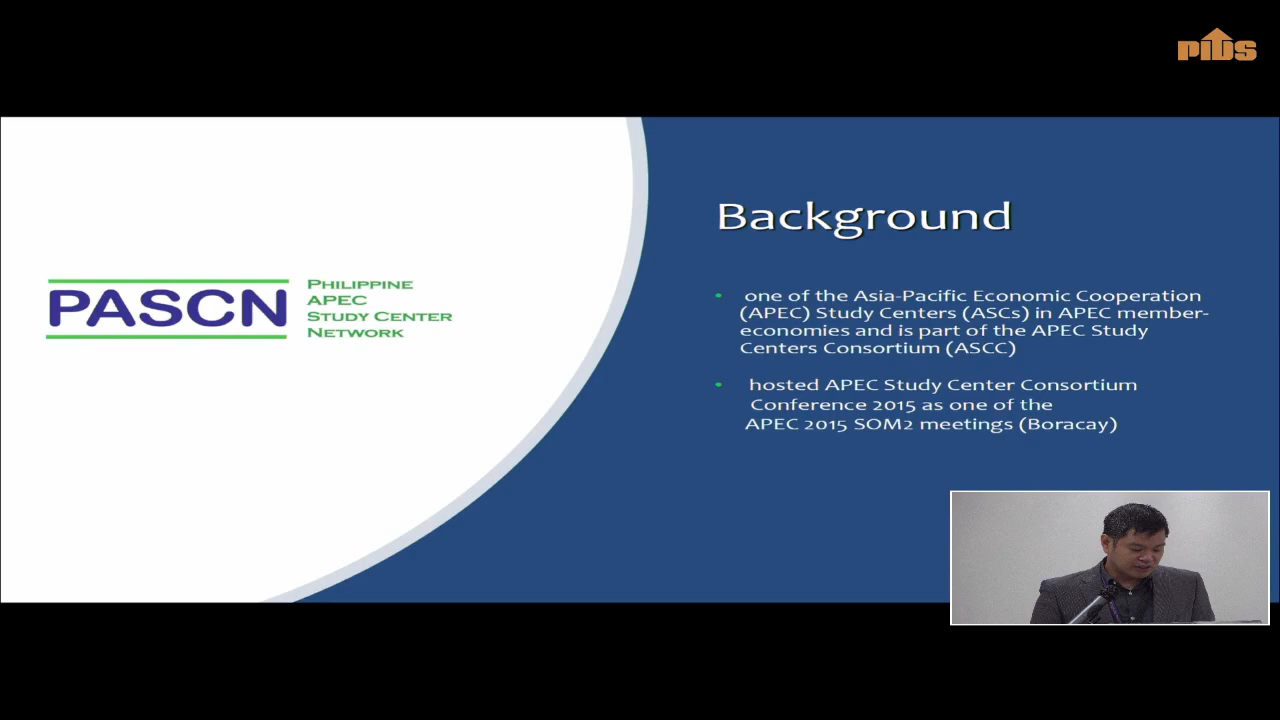 PIDS
PASCN
PHILIPPINE
APEC
STUDY CENTER
NETWORK
Background
• one of the Asia-Pacific Economic Cooperation
(APEC) Study Centers (ASCs) in APEC member-
economies and is part of the APEC Study
Centers Consortium (ASCC)
• hosted APEC Study Center Consortium
Conference 2015 as one of the
APEC 2015 SOM2 meetings (Boracay)